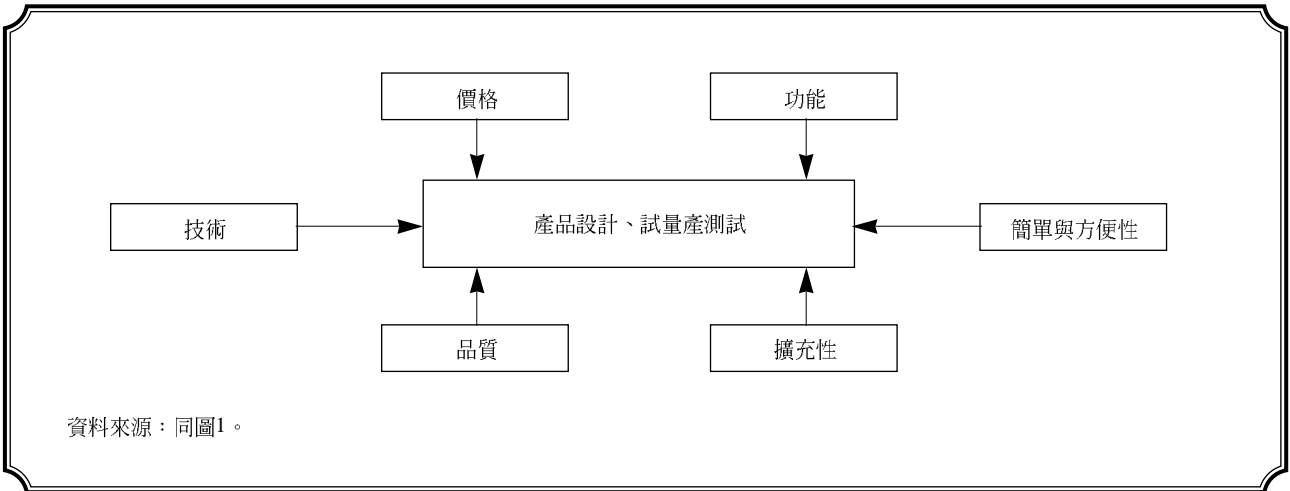 價格
功能
技術
產品設計、試量產測試
簡單與方便性
品質
擴充性
資料來源：同圖1。